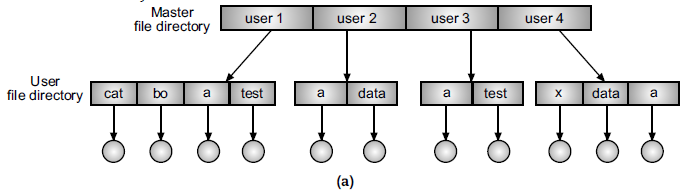 Master
file directory
user 1 user 2 user 3 user 4
User
file directory
cat bo a test a data a test x data a
(a)